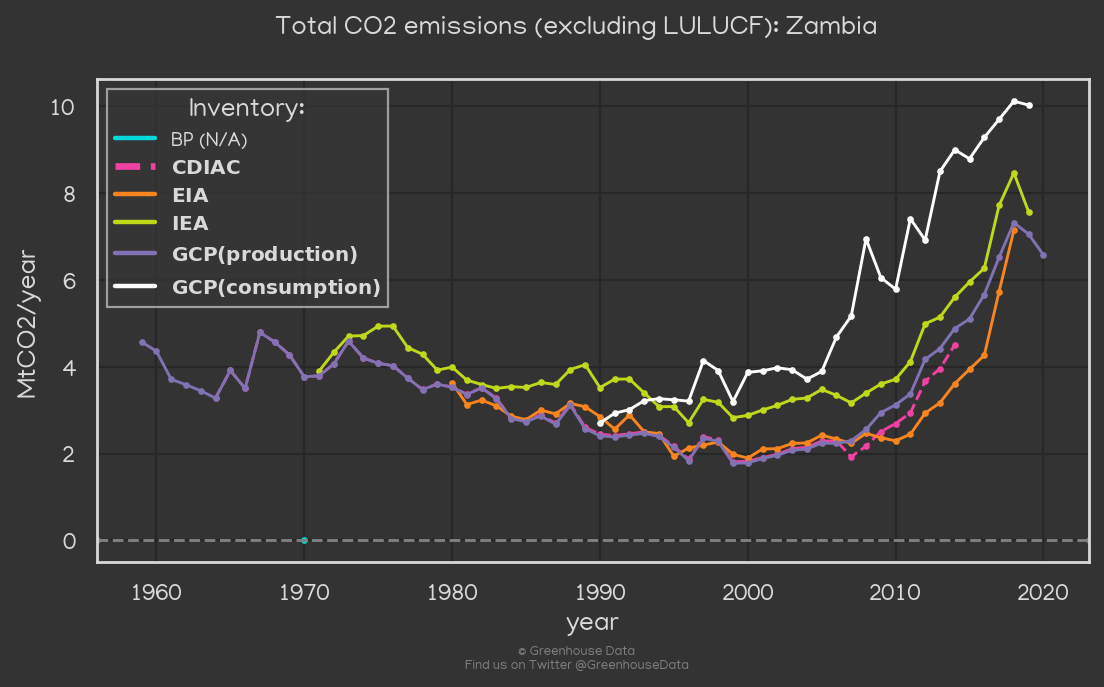 Total CO2 emissions (excluding LULUCF): Zambia
Inventory:
BP (N/A)
CDIAC
EIA
IEA
GCP(production)
GCP(consumption)
MtCO2/year
10
8
6
4
2
0
1960 1970 1980 1990 2000 2010 2020
year
© Greenhouse Data
Find us on Twitter @GreenhouseData